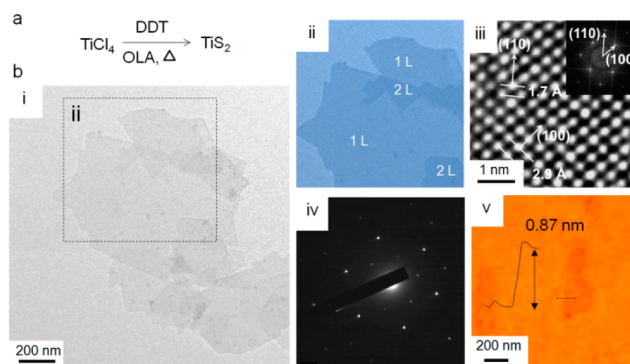 a
TiCl4 DDT OLA, Δ TiS2
b
i
ii
200 nm
ii
1 L
2 L
1 L
2 L
iii
(110)
1.7 Å
(100)
2.9 Å
1 nm
(110)
(100)
iv
v
0.87 nm
200 nm